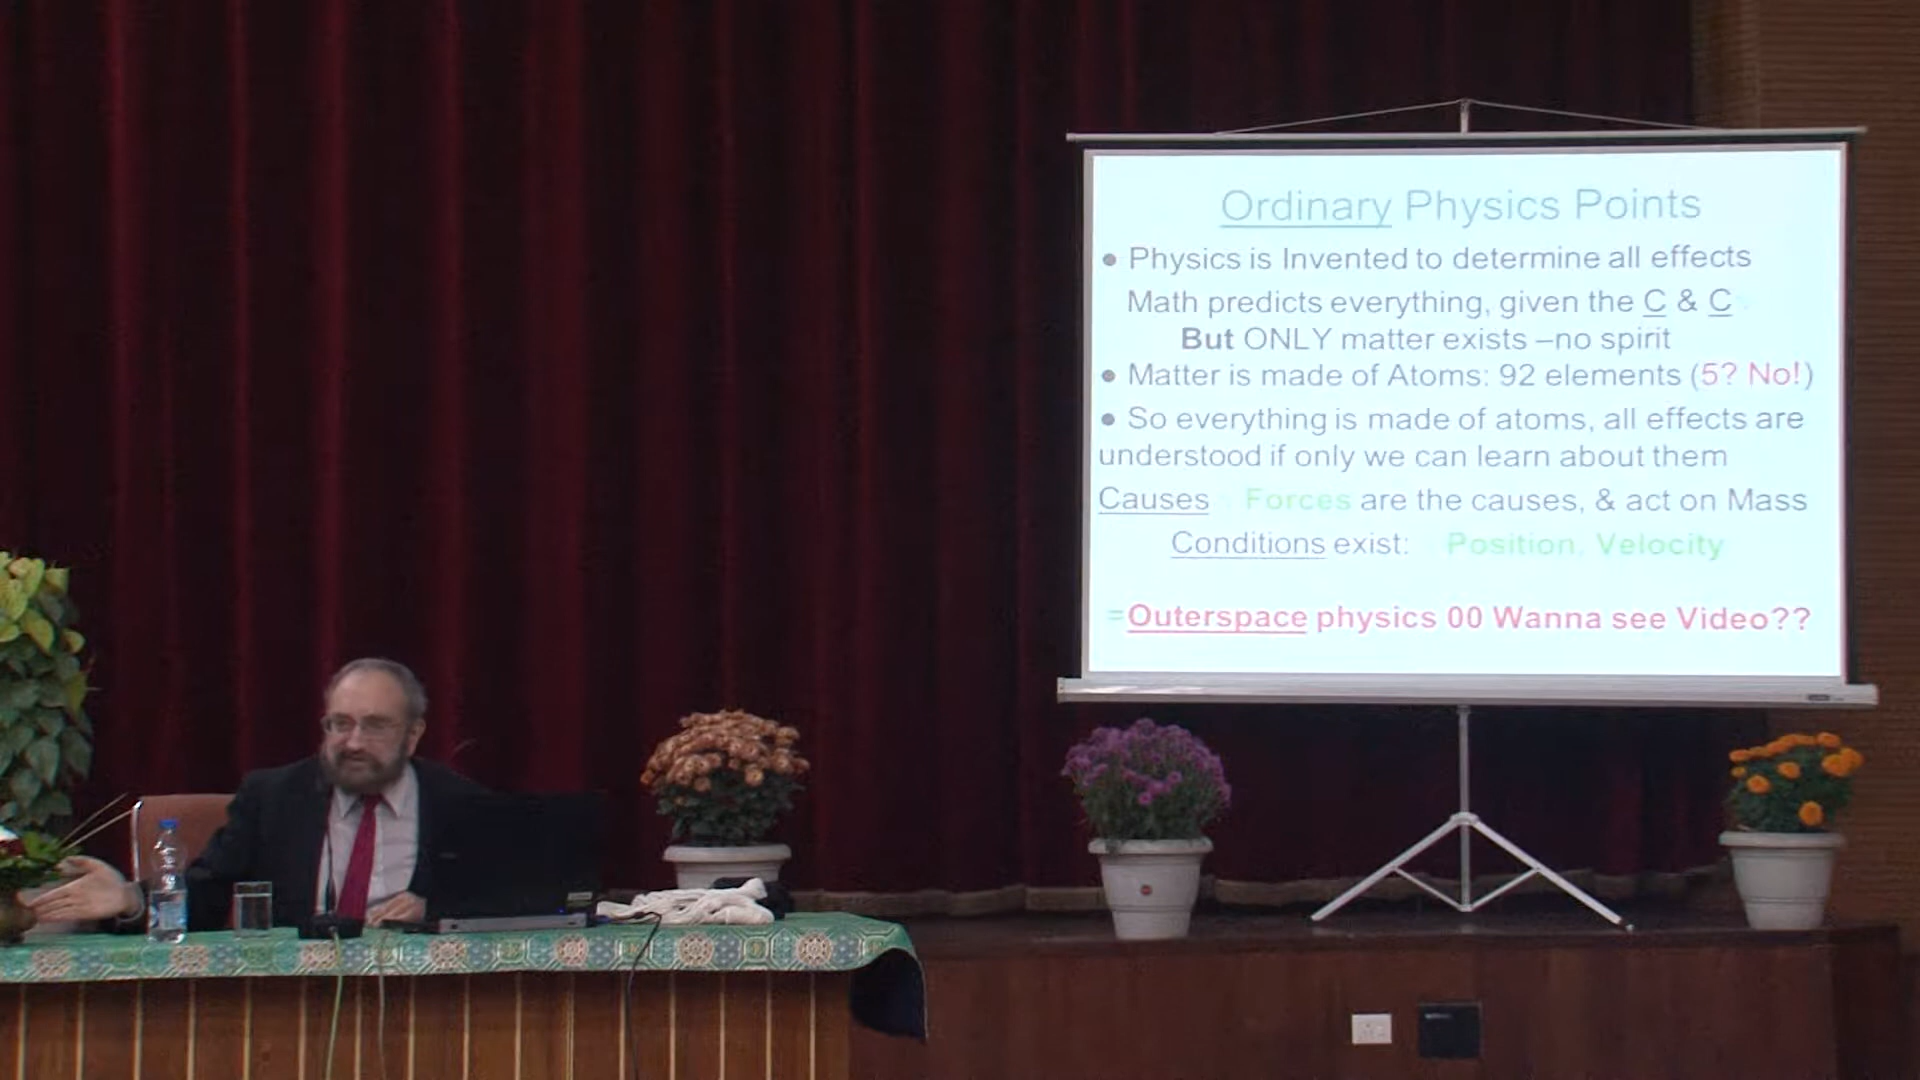 Ordinary Physics Points
• Physics is Invented to determine all effects
Math predicts everything, given the C & C
But ONLY matter exists –no spirit
• Matter is made of Atoms: 92 elements (5? No!)
• So everything is made of atoms, all effects are
understood if only we can learn about them
Causes Forces are the causes, & act on Mass
Conditions exist: Position, Velocity
=Outerspace physics 00 Wanna see Video??